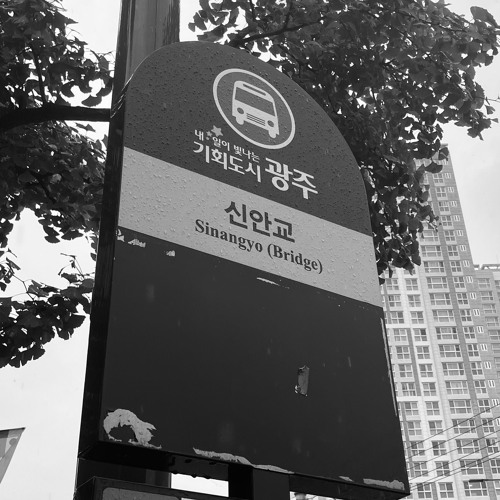 내☆일이 빛나는
기회도시 광주
신안교
Sinangyo (Bridge)